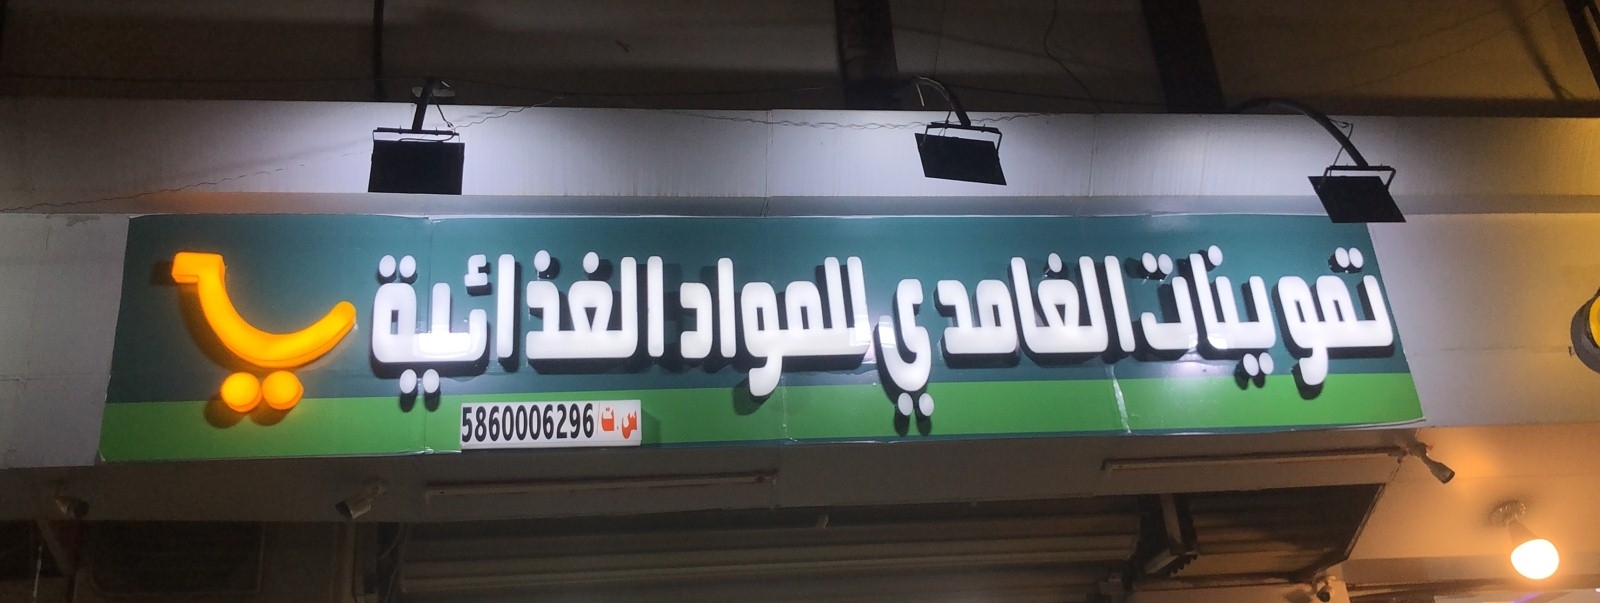 تموينات الغامدي للمواد الغذائية
س.ت 5860006296